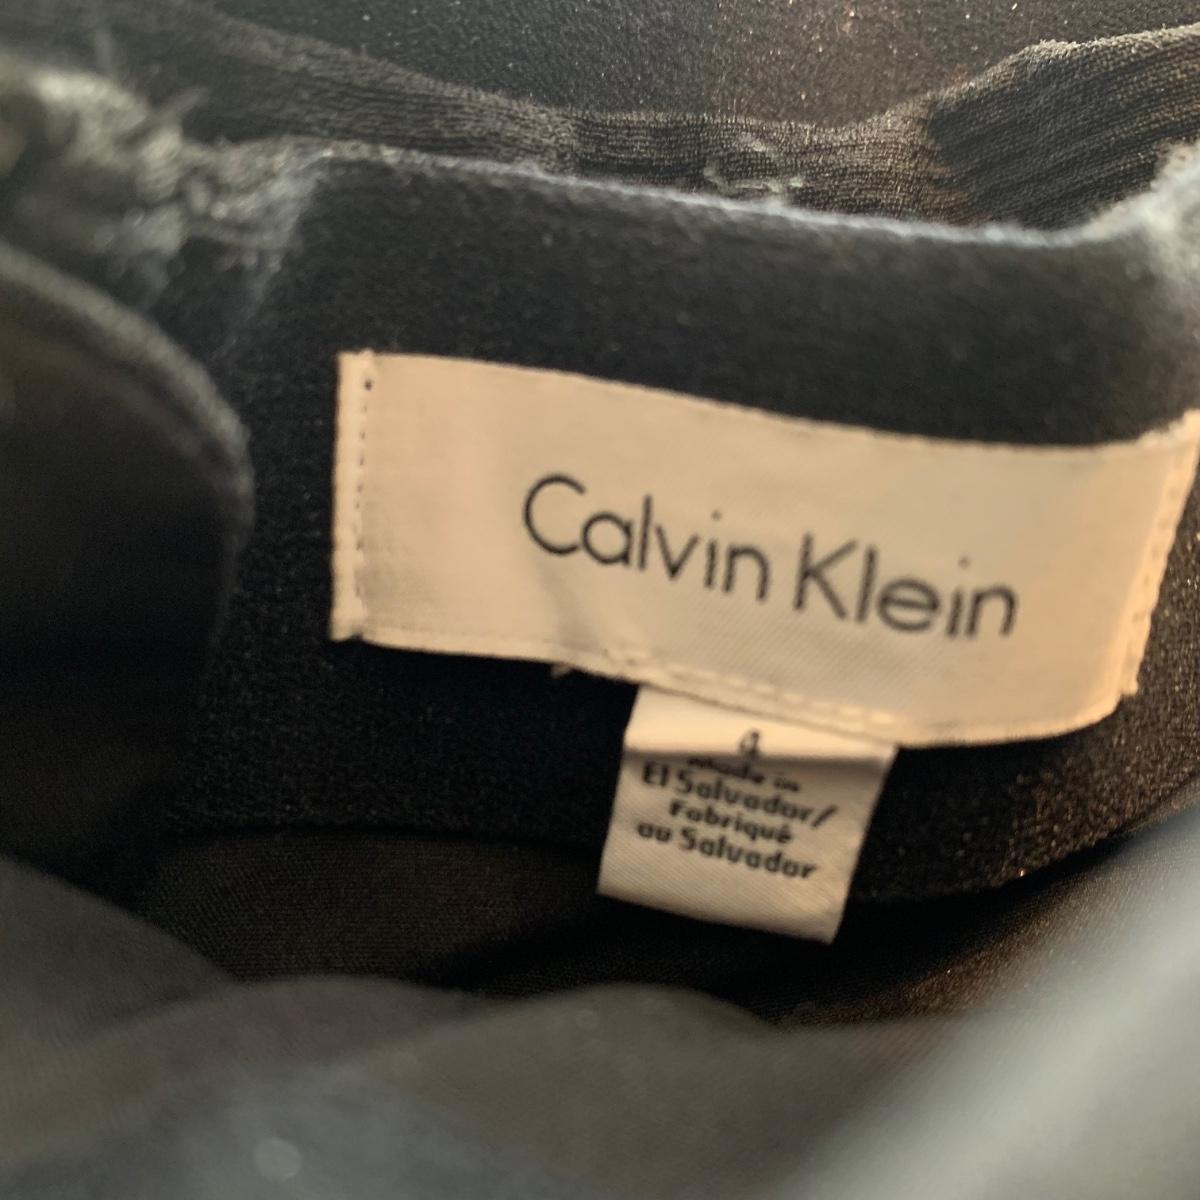 Calvin Klein
4
Made in
El Salvador/
Fabriqué
au Salvador